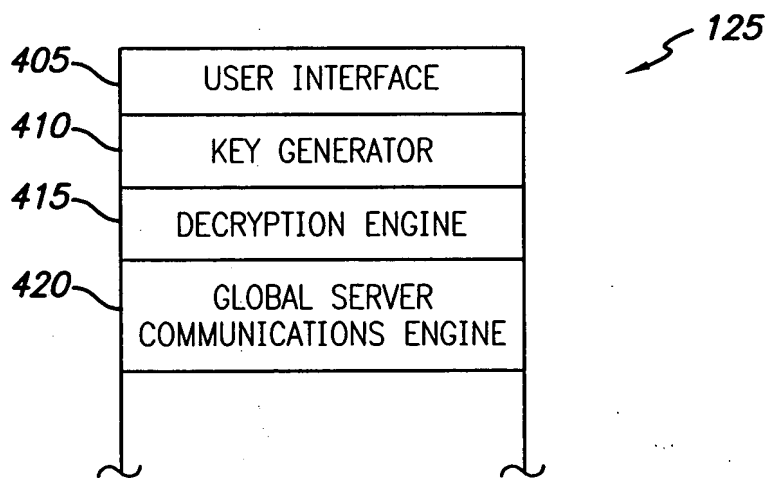 125
405 USER INTERFACE
410 KEY GENERATOR
415 DECRYPTION ENGINE
420 GLOBAL SERVER
COMMUNICATIONS ENGINE